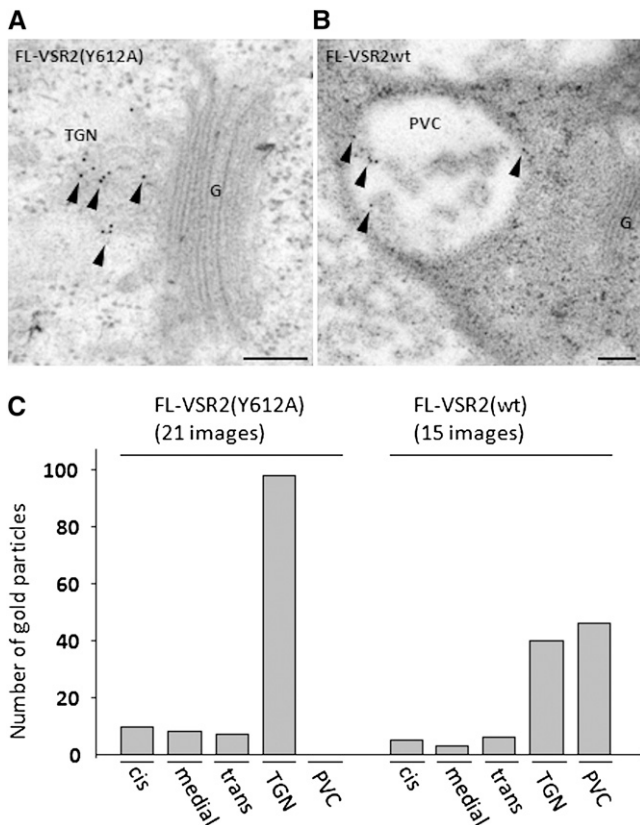 A
FL-VSR2(Y612A)
TGN
G
B
FL-VSR2wt
PVC
G
C
FL-VSR2(Y612A)
(21 images)
FL-VSR2(wt)
(15 images)
Number of gold particles
100
80
60
40
20
0
cis
medial
trans
TGN
PVC
cis
medial
trans
TGN
PVC